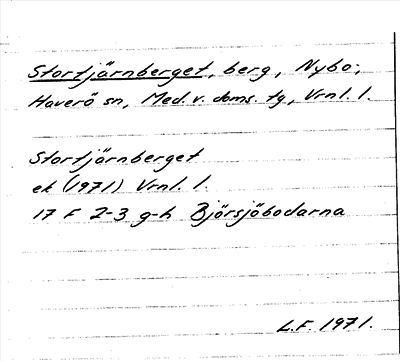 Stortjärnberget, berg, Nybo;
Haverö sn, Med. v. doms. tg, Vrnl. l.
Stortjärnberget
ek (1971) Vrnl. l.
17 F 2-3 g-h Björsjöbodarna
L.F. 1971.